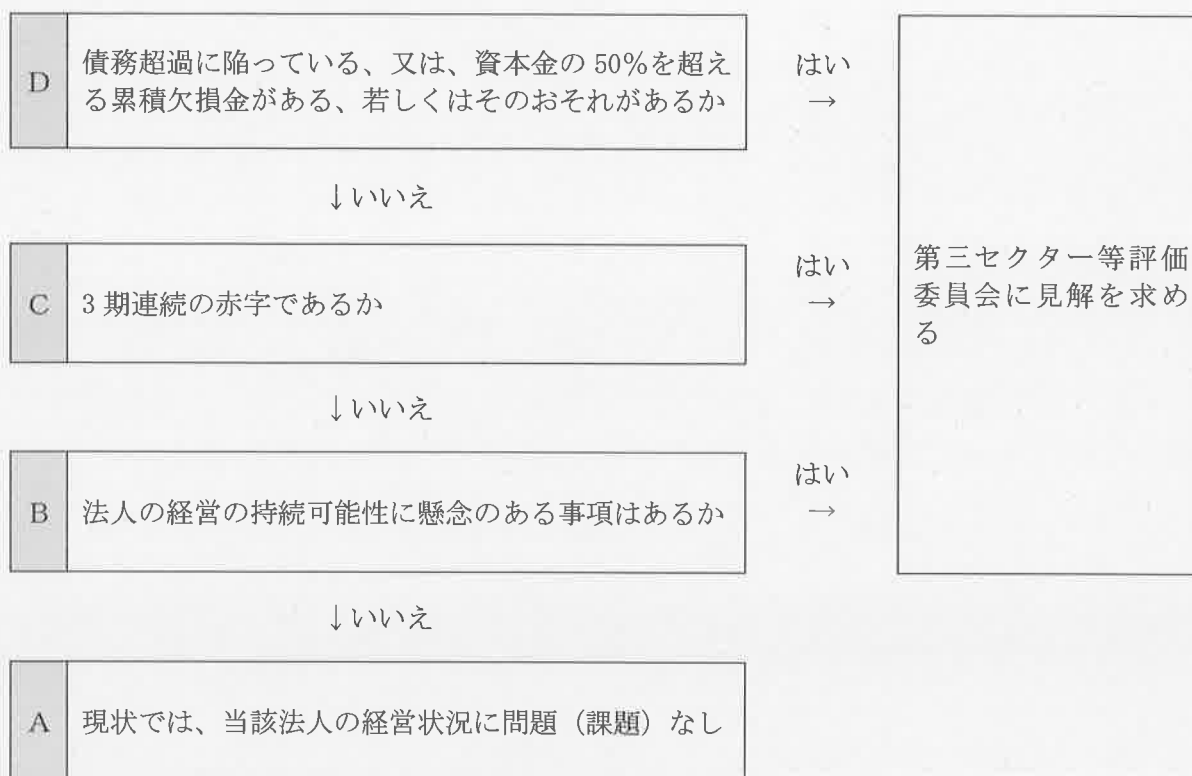 D
債務超過に陥っている、又は、資本金の 50%を超え
る累積欠損金がある、若しくはそのおそれがあるか
はい
→
↓いいえ
C
3 期連続の赤字であるか
はい
→
第三セクター等評価
委員会に見解を求め
る
↓いいえ
B
法人の経営の持続可能性に懸念のある事項はあるか
はい
→
↓いいえ
A
現状では、当該法人の経営状況に問題（課題）なし